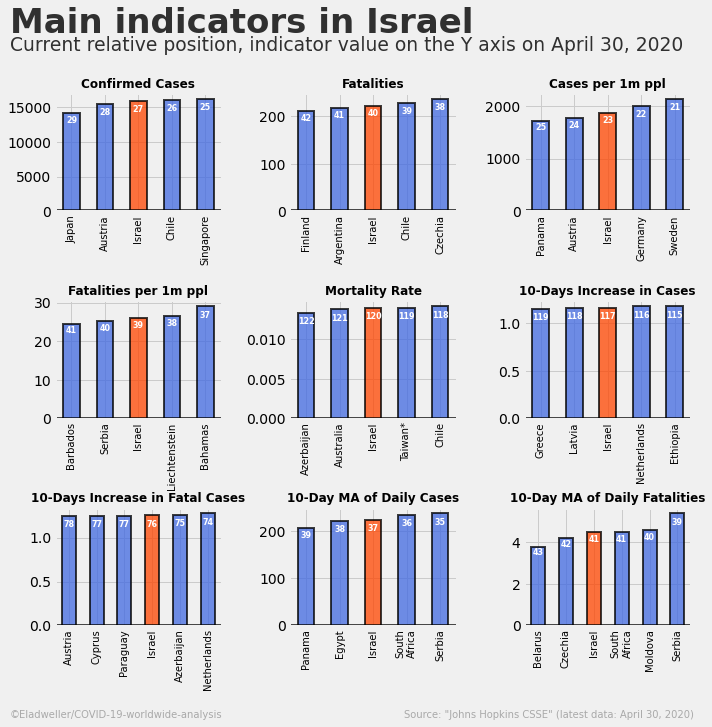 Main indicators in Israel
Current relative position, indicator value on the Y axis on April 30, 2020
Confirmed Cases
15000
10000
5000
0
29
28
27
26
25
Japan
Austria
Israel
Chile
Singapore
Fatalities
200
100
0
42
41
40
39
38
Finland
Argentina
Israel
Chile
Czechia
Cases per 1m ppl
2000
1000
0
25
24
23
22
21
Panama
Austria
Israel
Germany
Sweden
Fatalities per 1m ppl
30
20
10
0
41
40
39
38
37
Barbados
Serbia
Israel
Liechtenstein
Bahamas
Mortality Rate
0.010
0.005
0.000
122
121
120
119
118
Azerbaijan
Australia
Israel
Taiwan*
Chile
10-Days Increase in Cases
1.0
0.5
0.0
119
118
117
116
115
Greece
Latvia
Israel
Netherlands
Ethiopia
10-Days Increase in Fatal Cases
1.0
0.5
0.0
78
77
77
76
75
74
Austria
Cyprus
Paraguay
Israel
Azerbaijan
Netherlands
10-Day MA of Daily Cases
200
100
0
39
38
37
36
35
Panama
Egypt
Israel
South
Africa
Serbia
10-Day MA of Daily Fatalities
4
2
0
43
42
41
41
40
39
Belarus
Czechia
Israel
South
Africa
Moldova
Serbia
©Eladweller/COVID-19-worldwide-analysis
Source: "Johns Hopkins CSSE" (latest data: April 30, 2020)